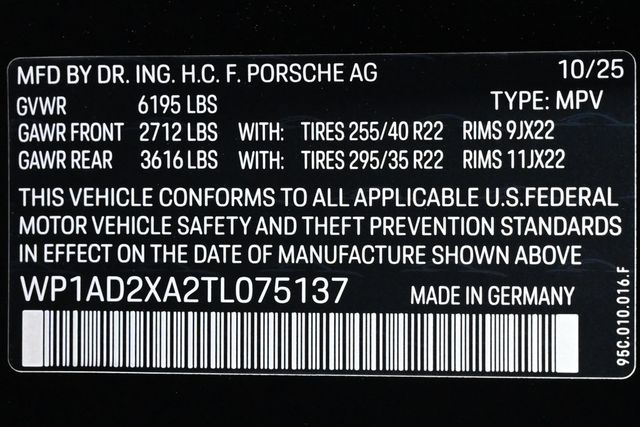 MFD BY DR. ING. H.C. F. PORSCHE AG 10/25
GVWR 6195 LBS TYPE: MPV
GAWR FRONT 2712 LBS WITH: TIRES 255/40 R22 RIMS 9JX22
GAWR REAR 3616 LBS WITH: TIRES 295/35 R22 RIMS 11JX22
THIS VEHICLE CONFORMS TO ALL APPLICABLE U.S.FEDERAL
MOTOR VEHICLE SAFETY AND THEFT PREVENTION STANDARDS
IN EFFECT ON THE DATE OF MANUFACTURE SHOWN ABOVE
WP1AD2XA2TL075137 MADE IN GERMANY
95C.010.016.F